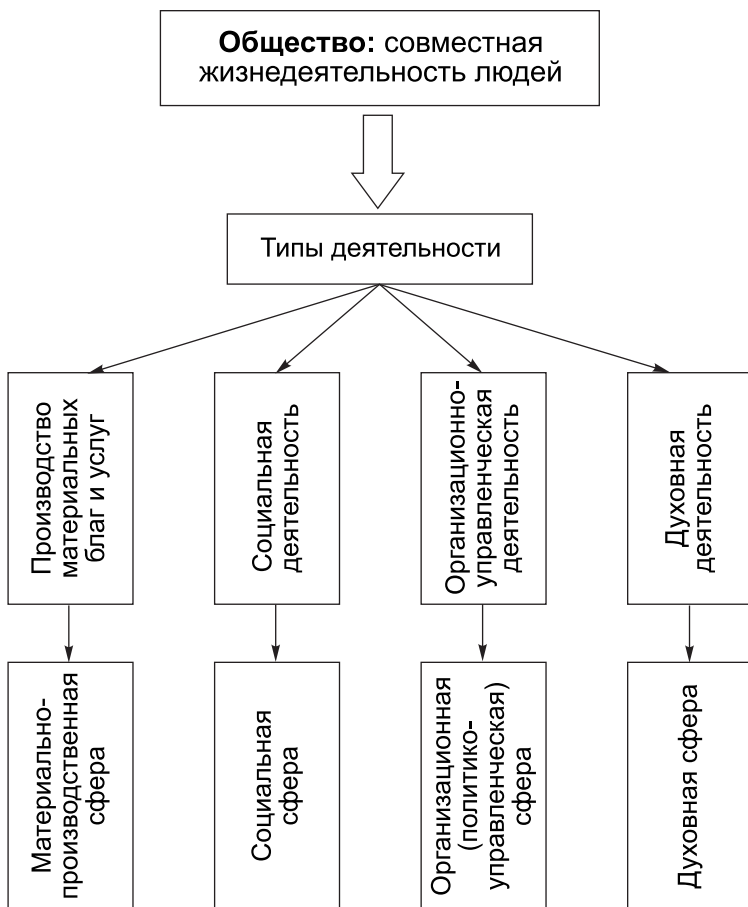 Общество: совместная
жизнедеятельность людей
Типы деятельности
Производство
материальных
благ и услуг
Социальная
деятельность
Организационно-
управленческая
деятельность
Духовная
деятельность
Материально-
производственная
сфера
Социальная
сфера
Организационная
(политико-
управленческая)
сфера
Духовная сфера